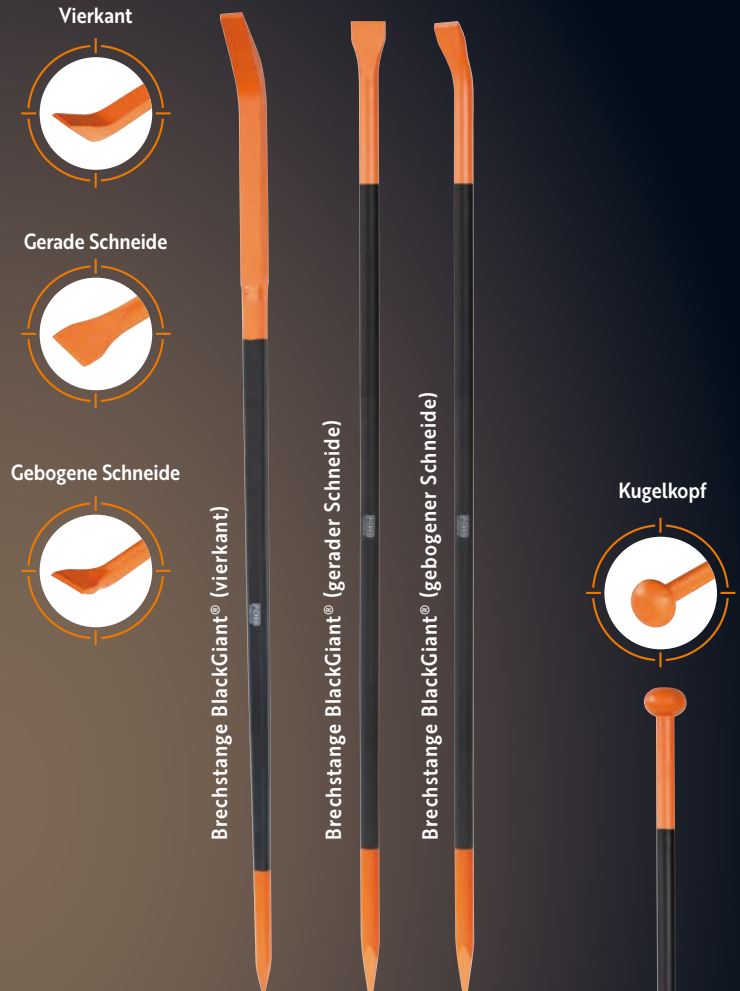 Vierkant
Gerade Schneide
Gebogene Schneide
Brechstange BlackGiant® (vierkant)
Brechstange BlackGiant® (gerader Schneide)
Brechstange BlackGiant® (gebogener Schneide)
Kugelkopf